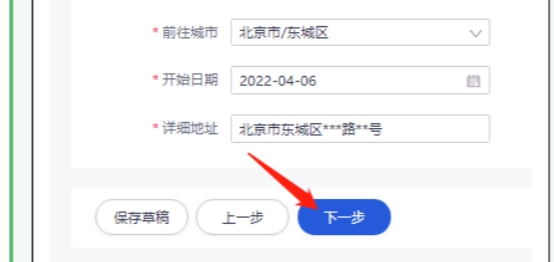 * 前往城市 北京市/东城区
* 开始日期 2022-04-06
* 详细地址 北京市东城区***路**号
保存草稿 上一步 下一步